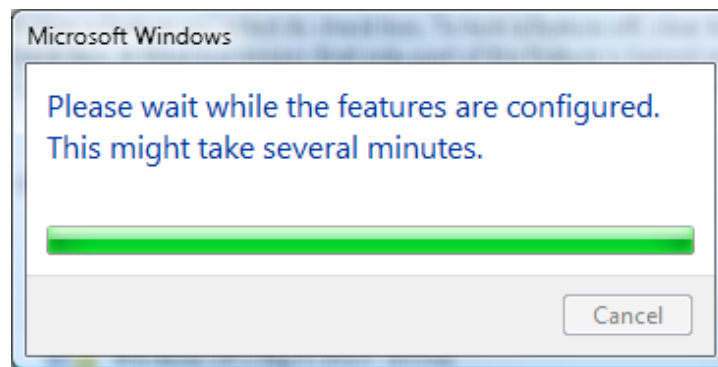 Microsoft Windows
Please wait while the features are configured.
This might take several minutes.
Cancel